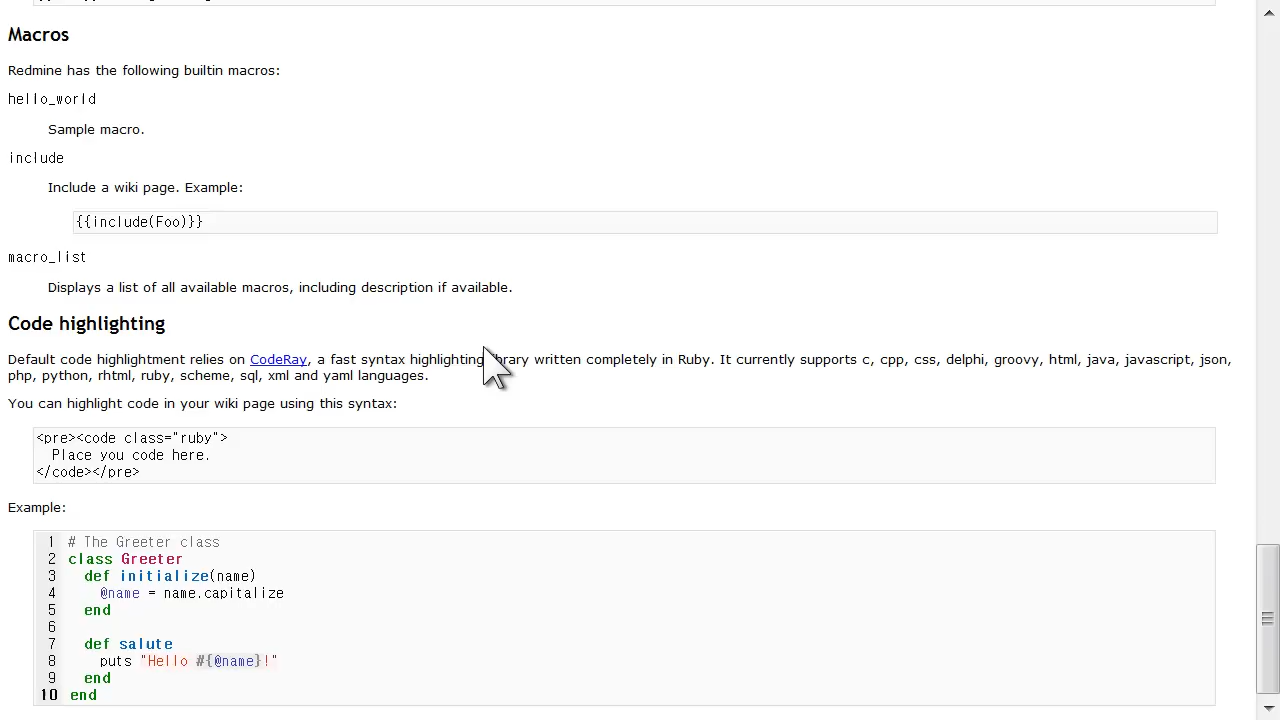 Macros
Redmine has the following builtin macros:
hello_world
Sample macro.
include
Include a wiki page. Example:
{{include(Foo)}}
macro_list
Displays a list of all available macros, including description if available.
Code highlighting
Default code highlightment relies on CodeRay, a fast syntax highlighting brary written completely in Ruby. It currently supports c, cpp, css, delphi, groovy, html, java, javascript, json,
php, python, rhtml, ruby, scheme, sql, xml and yaml languages.
You can highlight code in your wiki page using this syntax:
<pre><code class="ruby">
Place you code here.
</code></pre>
Example:
1 # The Greeter class
2 class Greeter
3 def initialize(name)
4 @name = name.capitalize
5 end
6
7 def salute
8 puts "Hello #{@name}!"
9 end
10 end